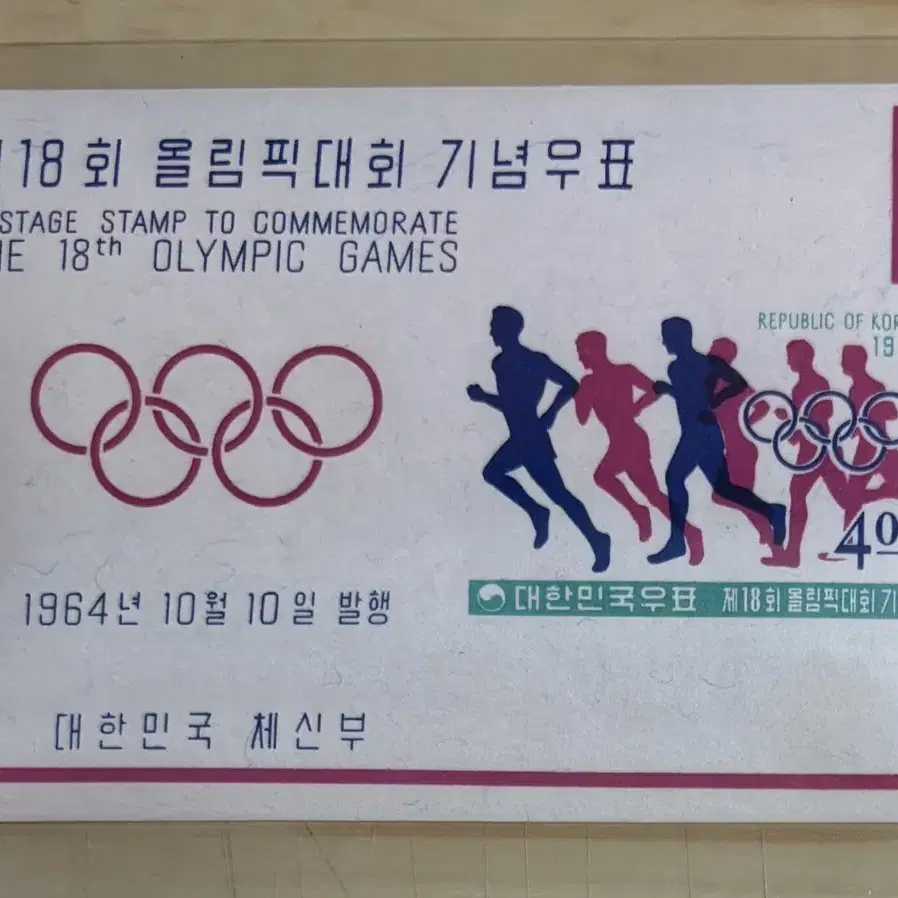 18회 올림픽대회 기념우표
STAGE STAMP TO COMMEMORATE
18th OLYMPIC GAMES
REPUBLIC OF KOR
19
40
대한민국우표 제18회올림픽대회기
1964년 10월 10일 발행
대한민국 체신부